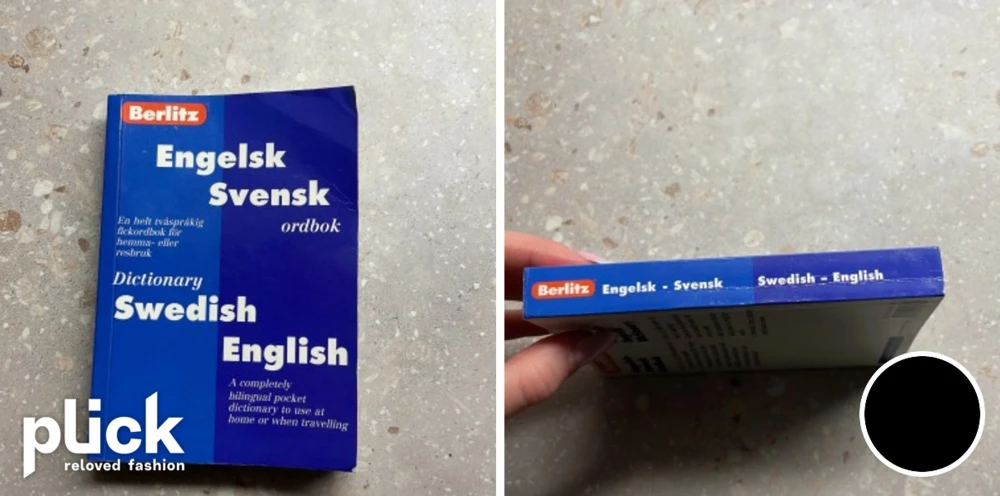 Berlitz
Engelsk
Svensk
ordbok
En helt tvåspråkig
fickordbok för
hemma- eller
resbruk
Dictionary
Swedish
English
A completely
bilingual pocket
dictionary to use at
home or when travelling
plick
reloved fashion
Berlitz Engelsk - Svensk Swedish - English